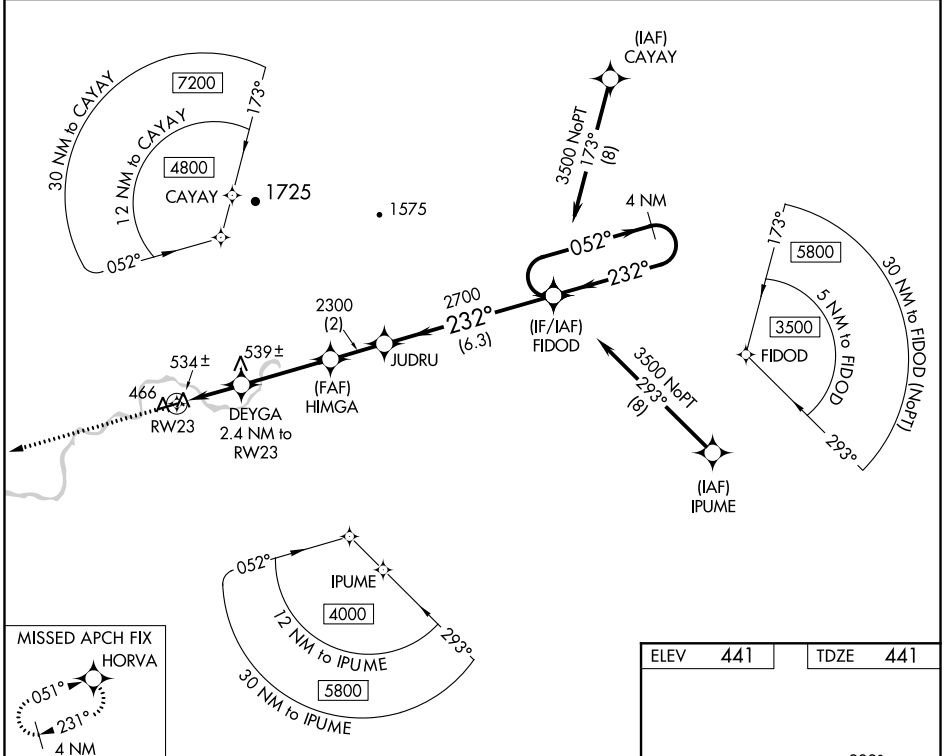 (IAF)
CAYAY
3500 NoPT
173°
(8)
30 NM to CAYAY
7200
173°
12 NM to CAYAY
4800
CAYAY
1725
052°
1575
4 NM
052°
232°
(IF/IAF)
FIDOD
2300
(2)
2700
232°
(6.3)
JUDRU
(FAF)
HIMGA
539±
534±
466
RW23
DEYGA
2.4 NM to
RW23
3500 NoPT
293°
(8)
(IAF)
IPUME
173°
5800
30 NM to FIDOD (NoPT)
5 NM to FIDOD
3500
FIDOD
293°
052°
IPUME
4000
12 NM to IPUME
293°
5800
30 NM to IPUME
MISSED APCH FIX
HORVA
051°
231°
4 NM
ELEV 441
TDZE 441